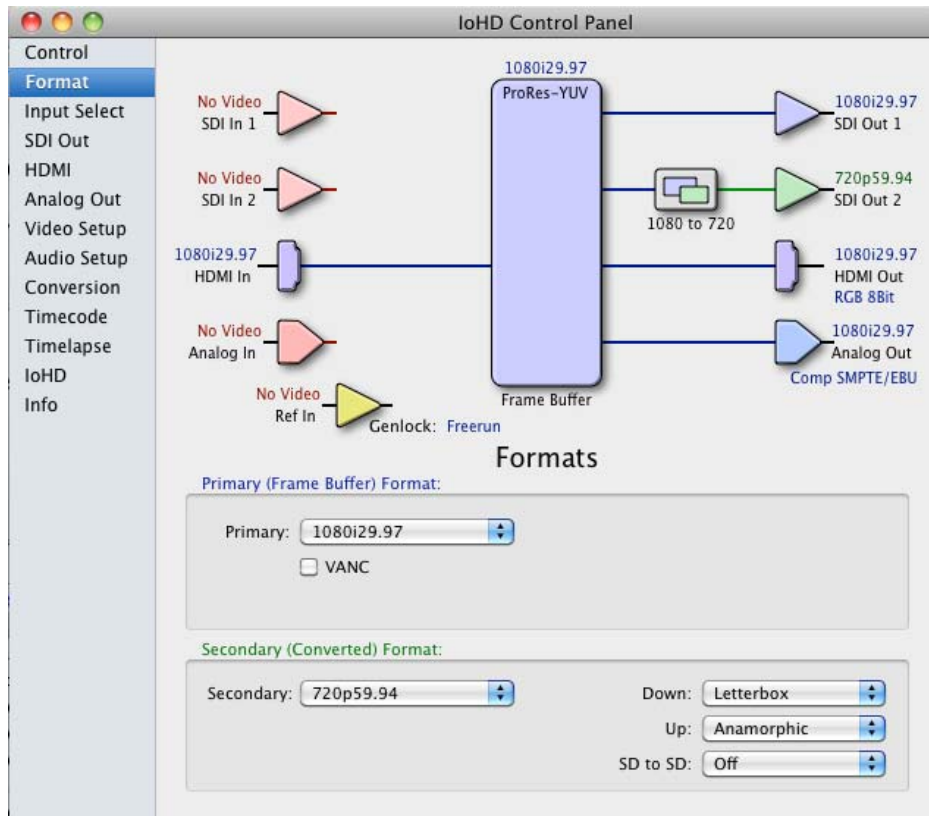 IoHD Control Panel
Control
Format
Input Select
SDI Out
HDMI
Analog Out
Video Setup
Audio Setup
Conversion
Timecode
Timelapse
IoHD
Info
1080i29.97
ProRes-YUV
Frame Buffer
No Video
SDI In 1
No Video
SDI In 2
1080i29.97
HDMI In
No Video
Analog In
No Video
Ref In
Genlock: Freerun
1080 to 720
1080i29.97
SDI Out 1
720p59.94
SDI Out 2
1080i29.97
HDMI Out
RGB 8Bit
1080i29.97
Analog Out
Comp SMPTE/EBU
Formats
Primary (Frame Buffer) Format:
Primary: 1080i29.97
VANC
Secondary (Converted) Format:
Secondary: 720p59.94
Down: Letterbox
Up: Anamorphic
SD to SD: Off